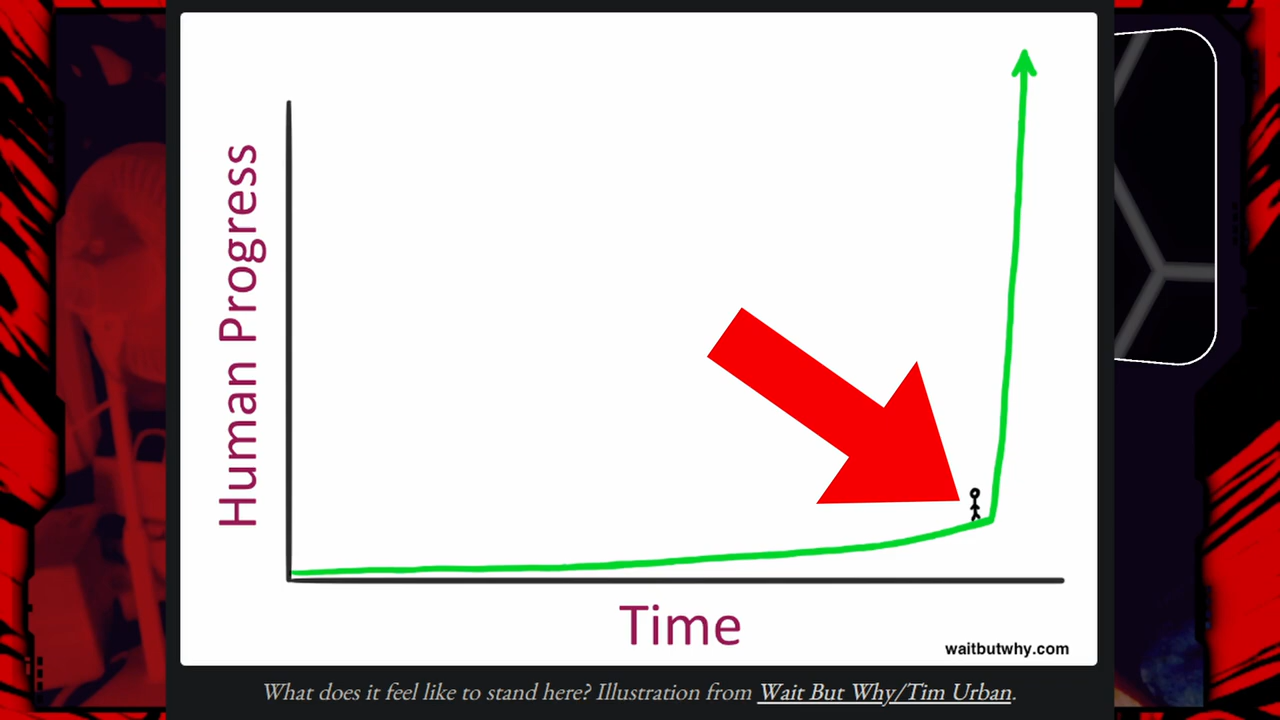 Human Progress
Time
waitbutwhy.com
What does it feel like to stand here? Illustration from Wait But Why/Tim Urban.